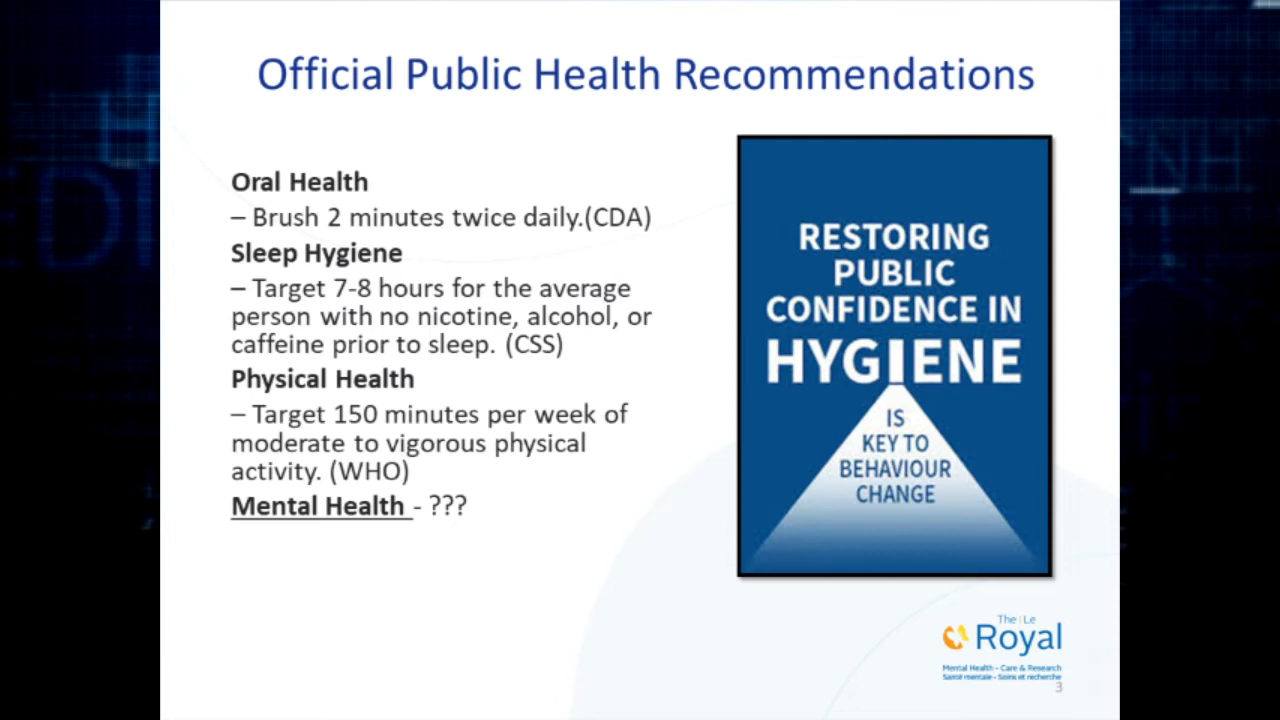 Official Public Health Recommendations
Oral Health
– Brush 2 minutes twice daily.(CDA)
Sleep Hygiene
– Target 7-8 hours for the average
person with no nicotine, alcohol, or
caffeine prior to sleep. (CSS)
Physical Health
– Target 150 minutes per week of
moderate to vigorous physical
activity. (WHO)
Mental Health - ???
RESTORING
PUBLIC
CONFIDENCE IN
HYGIENE
IS
KEY TO
BEHAVIOUR
CHANGE
The | Le
Royal
Mental Health - Care & Research
Santé mentale - Soins et recherche
3